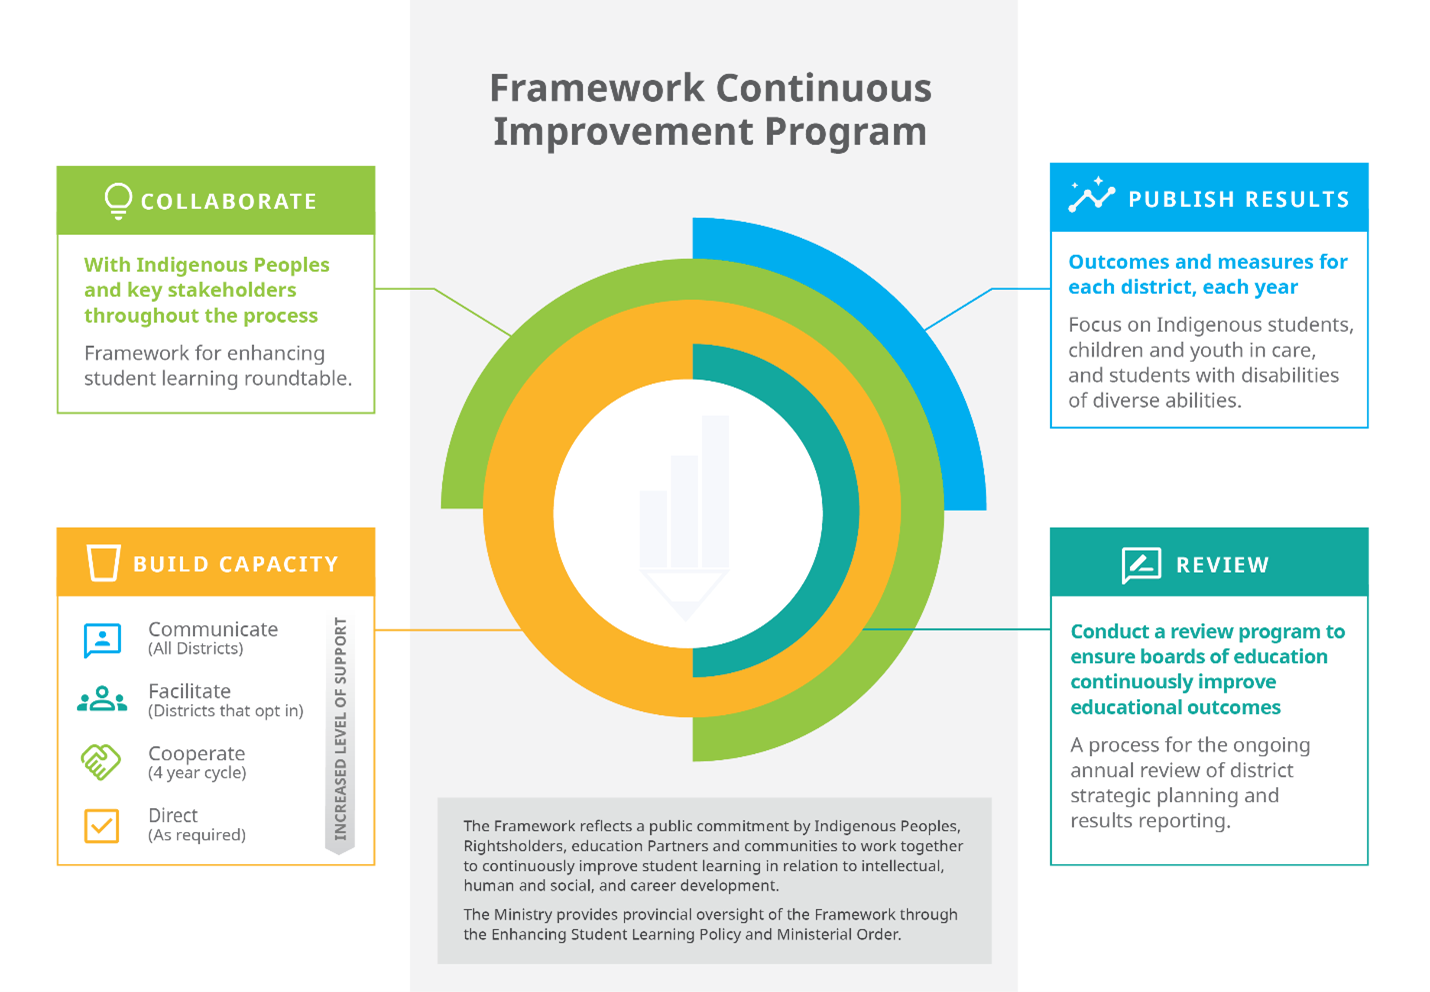 Framework Continuous
Improvement Program
COLLABORATE
With Indigenous Peoples
and key stakeholders
throughout the process
Framework for enhancing
student learning roundtable.
PUBLISH RESULTS
Outcomes and measures for
each district, each year
Focus on Indigenous students,
children and youth in care,
and students with disabilities
of diverse abilities.
BUILD CAPACITY
Communicate
(All Districts)
Facilitate
(Districts that opt in)
Cooperate
(4 year cycle)
Direct
(As required)
INCREASED LEVEL OF SUPPORT
REVIEW
Conduct a review program to
ensure boards of education
continuously improve
educational outcomes
A process for the ongoing
annual review of district
strategic planning and
results reporting.
The Framework reflects a public commitment by Indigenous Peoples,
Rightsholders, education Partners and communities to work together
to continuously improve student learning in relation to intellectual,
human and social, and career development.
The Ministry provides provincial oversight of the Framework through
the Enhancing Student Learning Policy and Ministerial Order.